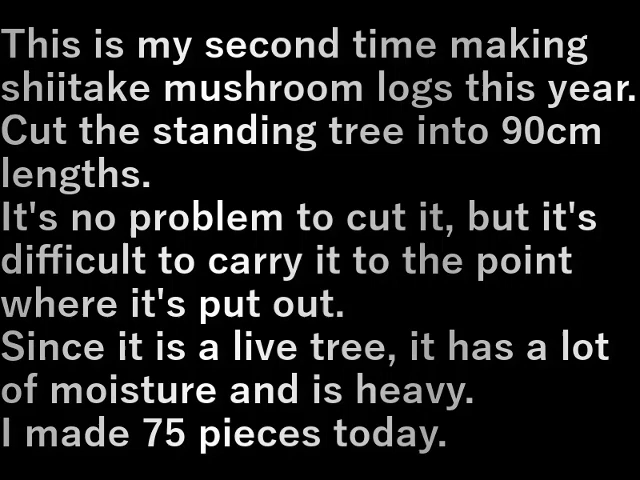 This is my second time making
shiitake mushroom logs this year.
Cut the standing tree into 90cm
lengths.
It's no problem to cut it, but it's
difficult to carry it to the point
where it's put out.
Since it is a live tree, it has a lot
of moisture and is heavy.
I made 75 pieces today.